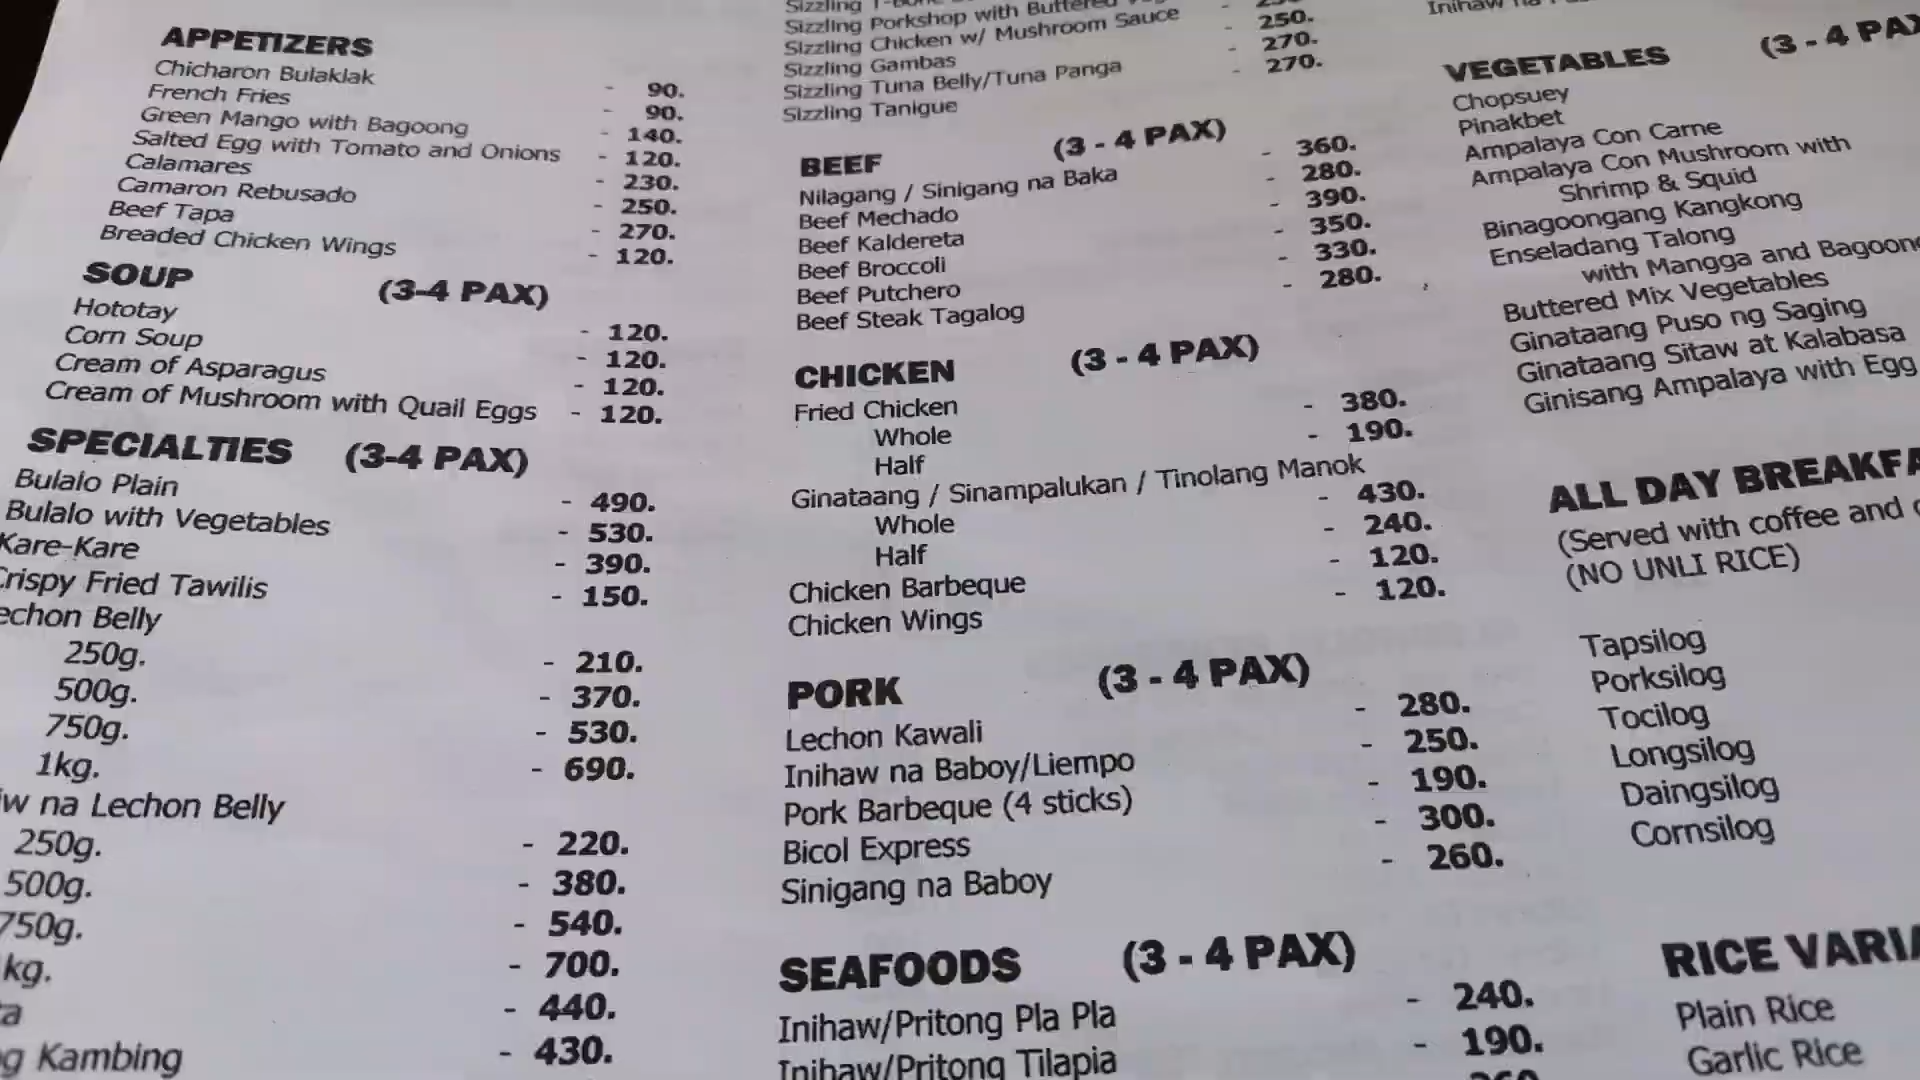 APPETIZERS
Chicharon Bulaklak - 90.
French Fries - 90.
Green Mango with Bagoong - 140.
Salted Egg with Tomato and Onions - 120.
Calamares - 230.
Camaron Rebusado - 250.
Beef Tapa - 270.
Breaded Chicken Wings - 120.
SOUP (3-4 PAX)
Hototay - 120.
Corn Soup - 120.
Cream of Asparagus - 120.
Cream of Mushroom with Quail Eggs - 120.
SPECIALTIES (3-4 PAX)
Bulalo Plain - 490.
Bulalo with Vegetables - 530.
Kare-Kare - 390.
Crispy Fried Tawilis - 150.
echon Belly
250g. - 210.
500g. - 370.
750g. - 530.
1kg. - 690.
w na Lechon Belly
250g. - 220.
500g. - 380.
750g. - 540.
kg. - 700.
a - 440.
g Kambing - 430.
Sizzling
Sizzling Porkshop with Buttered
Sizzling Chicken w/ Mushroom Sauce - 250.
Sizzling Gambas - 270.
Sizzling Tuna Belly/Tuna Panga - 270.
Sizzling Tanigue
BEEF (3 - 4 PAX)
Nilagang / Sinigang na Baka - 360.
Beef Mechado - 280.
Beef Kaldereta - 390.
Beef Broccoli - 350.
Beef Putchero - 330.
Beef Steak Tagalog - 280.
CHICKEN (3 - 4 PAX)
Fried Chicken
Whole - 380.
Half - 190.
Ginataang / Sinampalukan / Tinolang Manok
Whole - 430.
Half - 240.
Chicken Barbeque - 120.
Chicken Wings - 120.
PORK (3 - 4 PAX)
Lechon Kawali - 280.
Inihaw na Baboy/Liempo - 250.
Pork Barbeque (4 sticks) - 190.
Bicol Express - 300.
Sinigang na Baboy - 260.
SEAFOODS (3 - 4 PAX)
Inihaw/Pritong Pla Pla - 240.
Inihaw/Pritong Tilapia - 190.
Inihaw na
VEGETABLES (3 - 4 PAX
Chopsuey
Pinakbet
Ampalaya Con Carne
Ampalaya Con Mushroom with
Shrimp & Squid
Binagoongang Kangkong
Enseladang Talong
with Mangga and Bagoong
Buttered Mix Vegetables
Ginataang Puso ng Saging
Ginataang Sitaw at Kalabasa
Ginisang Ampalaya with Egg
ALL DAY BREAKFA
(Served with coffee and
(NO UNLI RICE)
Tapsilog
Porksilog
Tocilog
Longsilog
Daingsilog
Cornsilog
RICE VARIA
Plain Rice
Garlic Rice